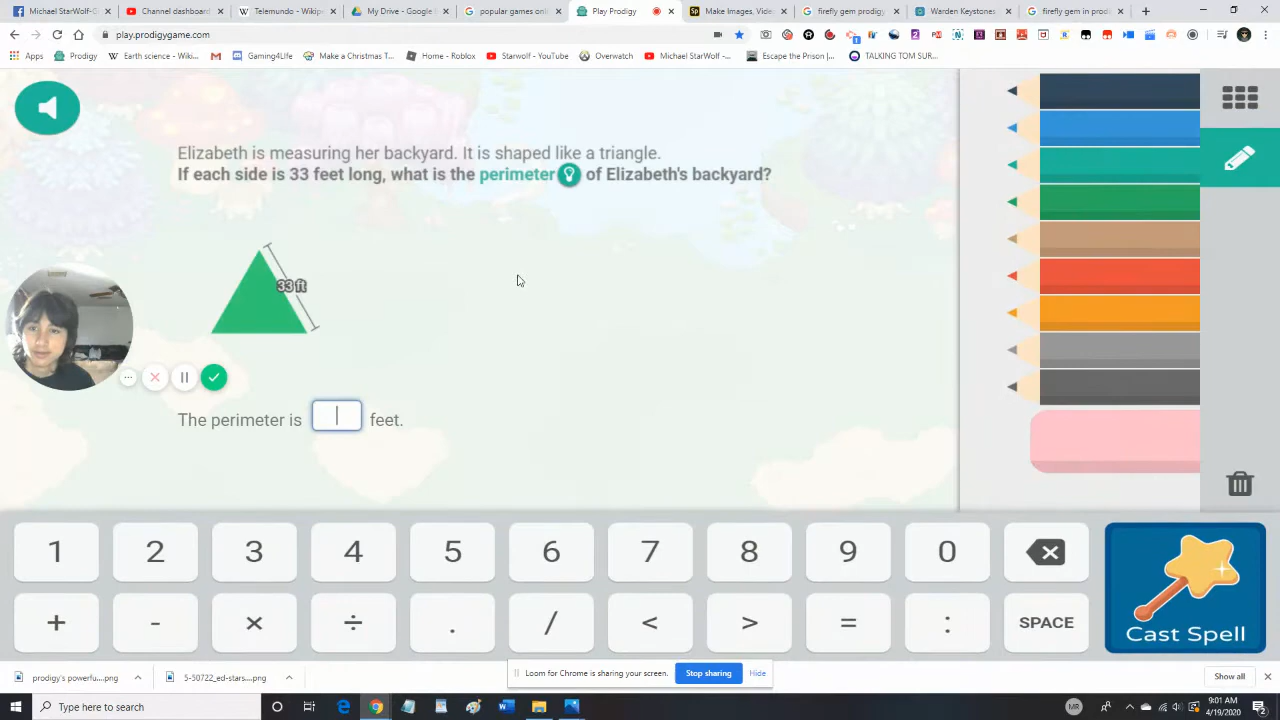 Michael StarWolf-G
Channel dashboard
Telemundo - Wikip
My Drive - Google
popular games onl
Play Prodigy
Make Images, Video
firefly gem prodigy
Warden Keystones
firefly gem in prodi
play.prodigygame.com
Apps
Prodigy
Earth science - Wiki...
Gaming4Life
Make a Christmas T...
Home - Roblox
Starwolf - YouTube
Overwatch
Michael StarWolf -...
Escape the Prison |...
TALKING TOM SUR...
Elizabeth is measuring her backyard. It is shaped like a triangle.
If each side is 33 feet long, what is the perimeter of Elizabeth's backyard?
33 ft
The perimeter is feet.
1 2 3 4 5 6 7 8 9 0
+ - × ÷ . / < > = : SPACE
Cast Spell
prodigy's powerfu....png
5-50722_ed-stars....png
Loom for Chrome is sharing your screen.
Stop sharing
Hide
Show all
Type here to search
MR
9:01 AM
4/19/2020
2